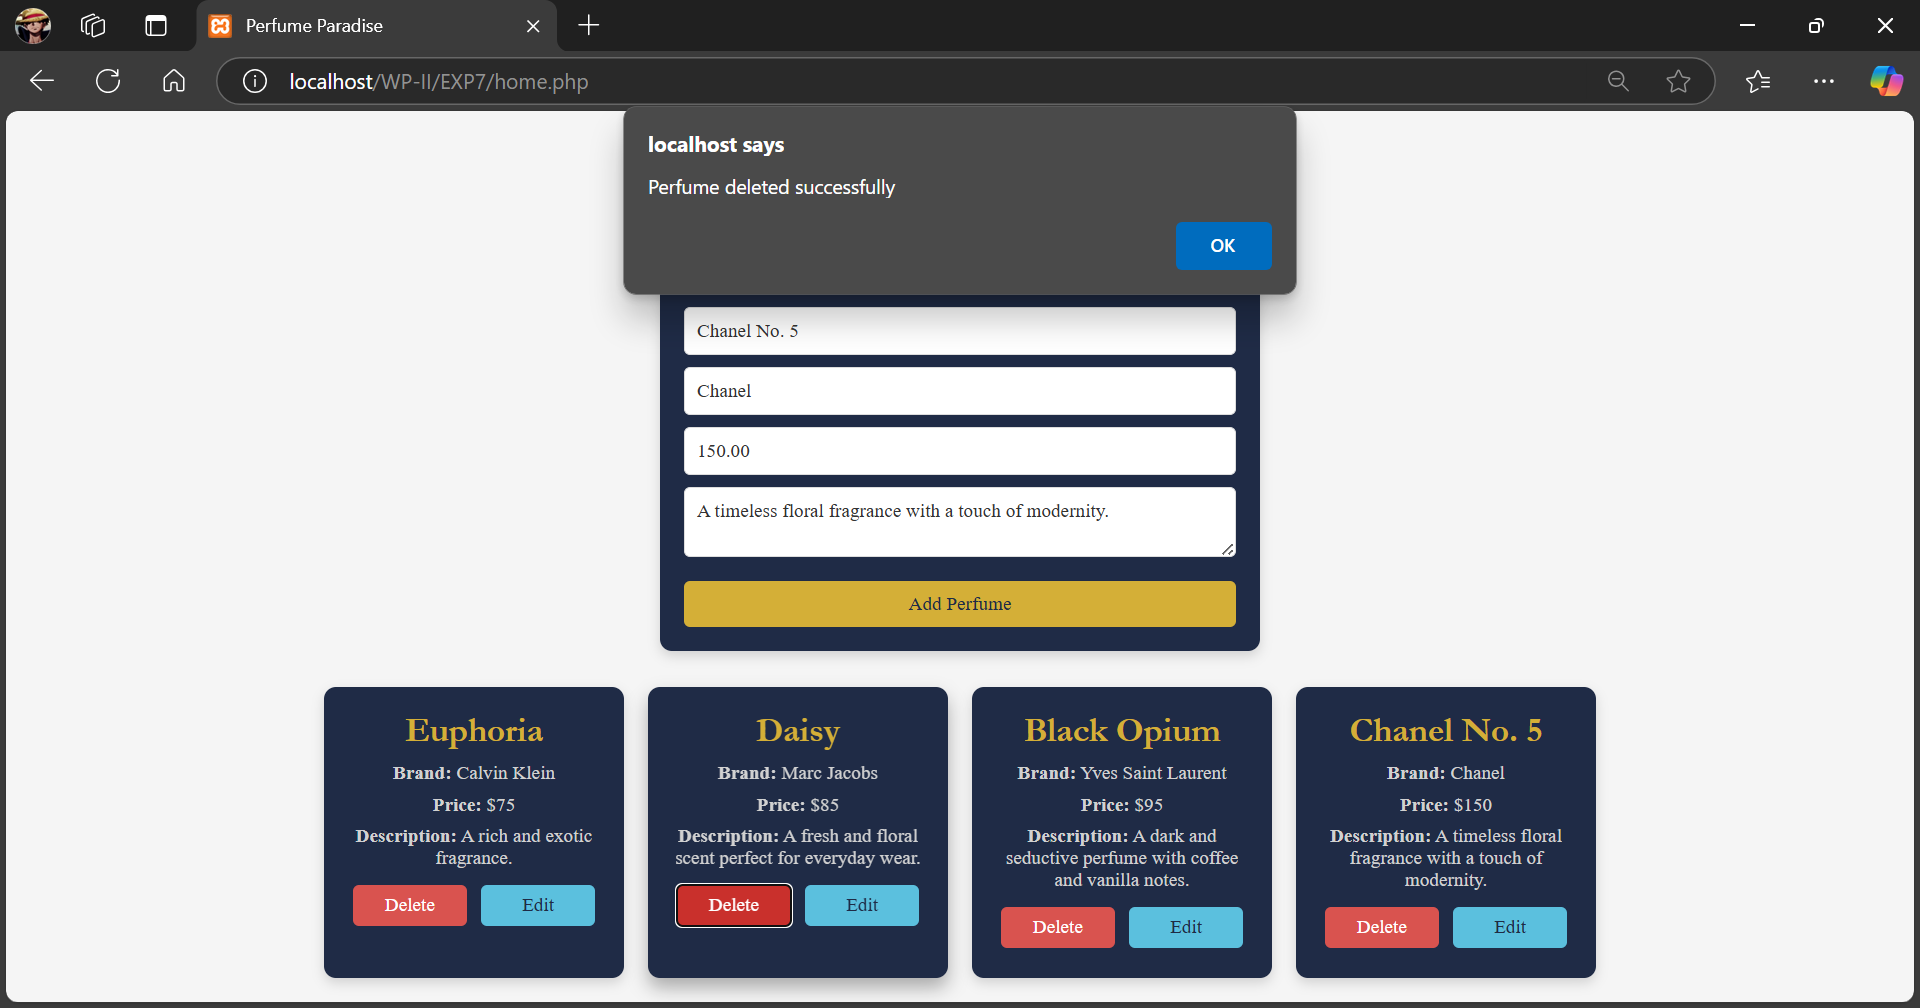 Perfume Paradise
localhost/WP-II/EXP7/home.php
localhost says
Perfume deleted successfully
OK
Chanel No. 5
Chanel
150.00
A timeless floral fragrance with a touch of modernity.
Add Perfume
Euphoria
Brand: Calvin Klein
Price: $75
Description: A rich and exotic
fragrance.
Delete
Edit
Daisy
Brand: Marc Jacobs
Price: $85
Description: A fresh and floral
scent perfect for everyday wear.
Delete
Edit
Black Opium
Brand: Yves Saint Laurent
Price: $95
Description: A dark and
seductive perfume with coffee
and vanilla notes.
Delete
Edit
Chanel No. 5
Brand: Chanel
Price: $150
Description: A timeless floral
fragrance with a touch of
modernity.
Delete
Edit